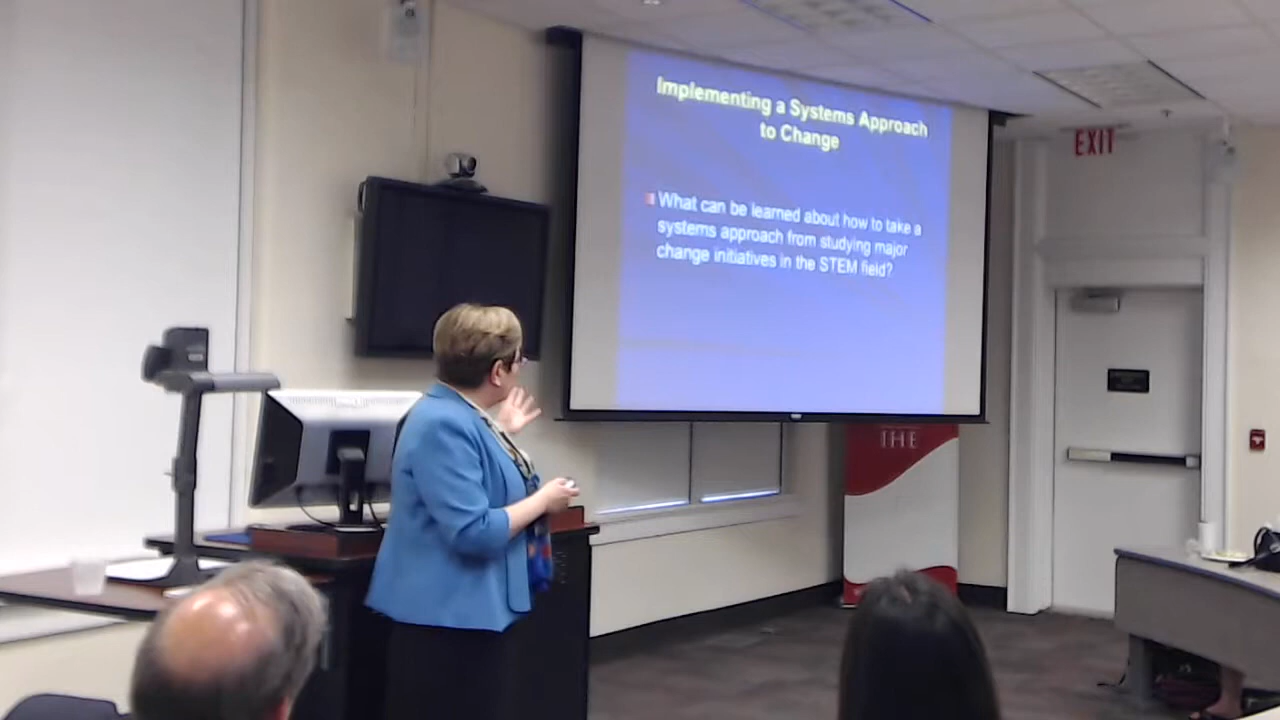 Implementing a Systems Approach
to Change
What can be learned about how to take a
systems approach from studying major
change initiatives in the STEM field?
EXIT
THE